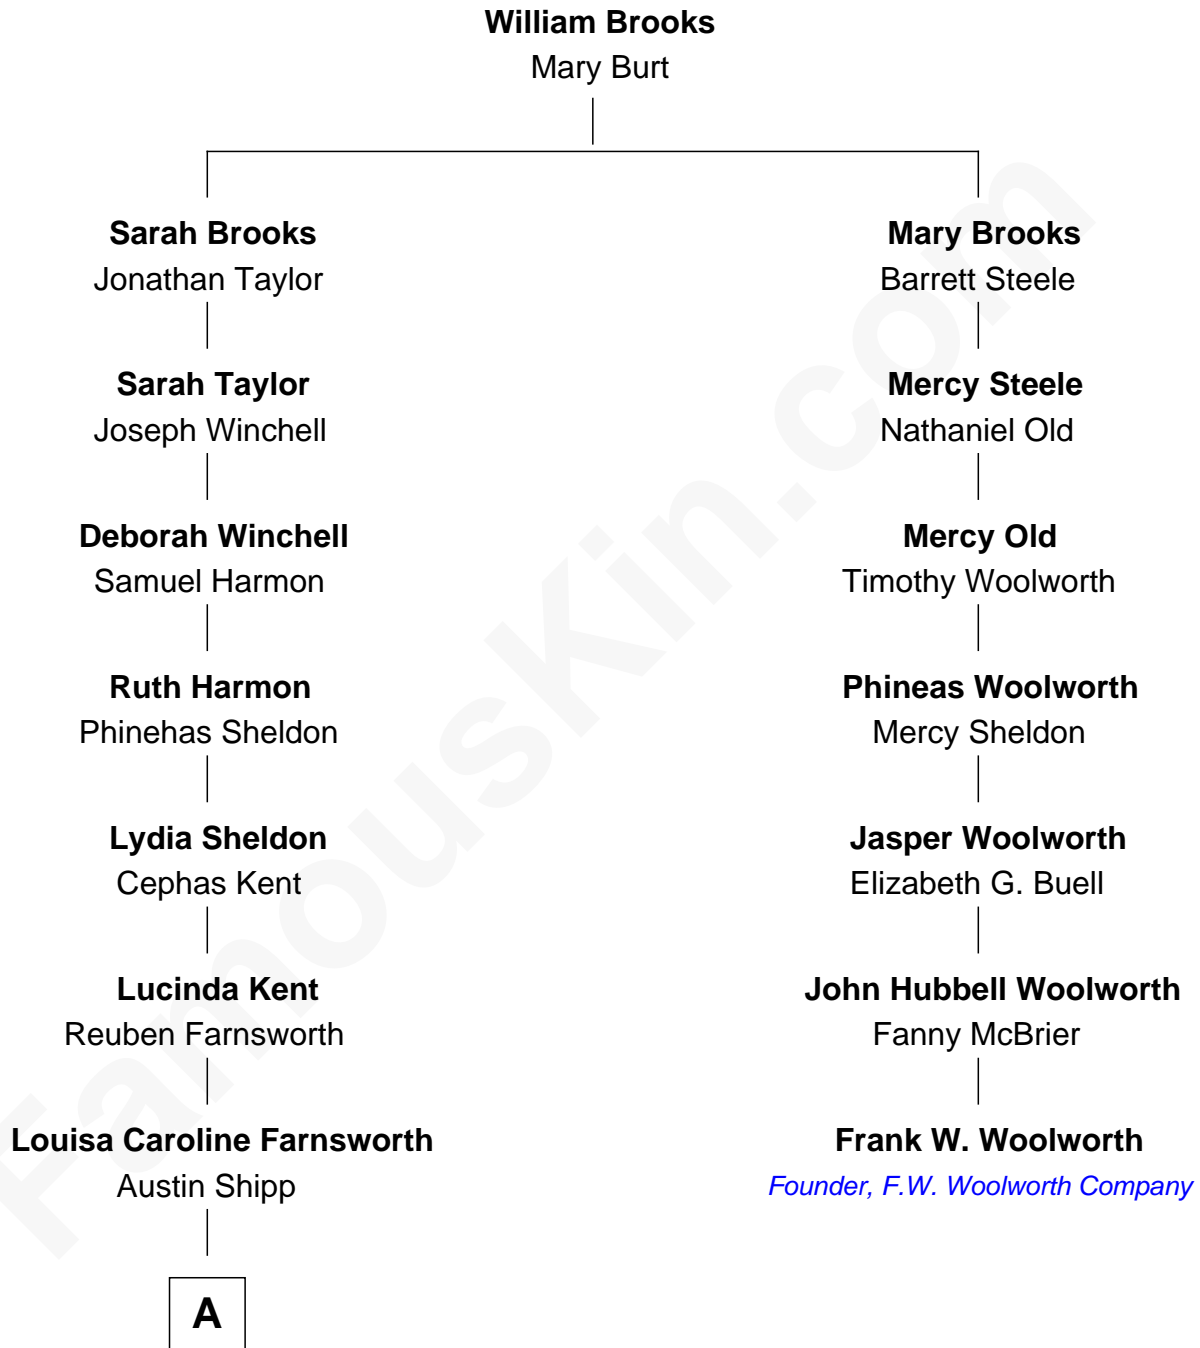 William Brooks
Mary Burt
Sarah Brooks
Jonathan Taylor
Mary Brooks
Barrett Steele
Sarah Taylor
Joseph Winchell
Mercy Steele
Nathaniel Old
Deborah Winchell
Samuel Harmon
Mercy Old
Timothy Woolworth
Ruth Harmon
Phinehas Sheldon
Phineas Woolworth
Mercy Sheldon
Lydia Sheldon
Cephas Kent
Jasper Woolworth
Elizabeth G. Buell
Lucinda Kent
Reuben Farnsworth
John Hubbell Woolworth
Fanny McBrier
Louisa Caroline Farnsworth
Austin Shipp
Frank W. Woolworth
Founder, F.W. Woolworth Company
A
FamousKin.com